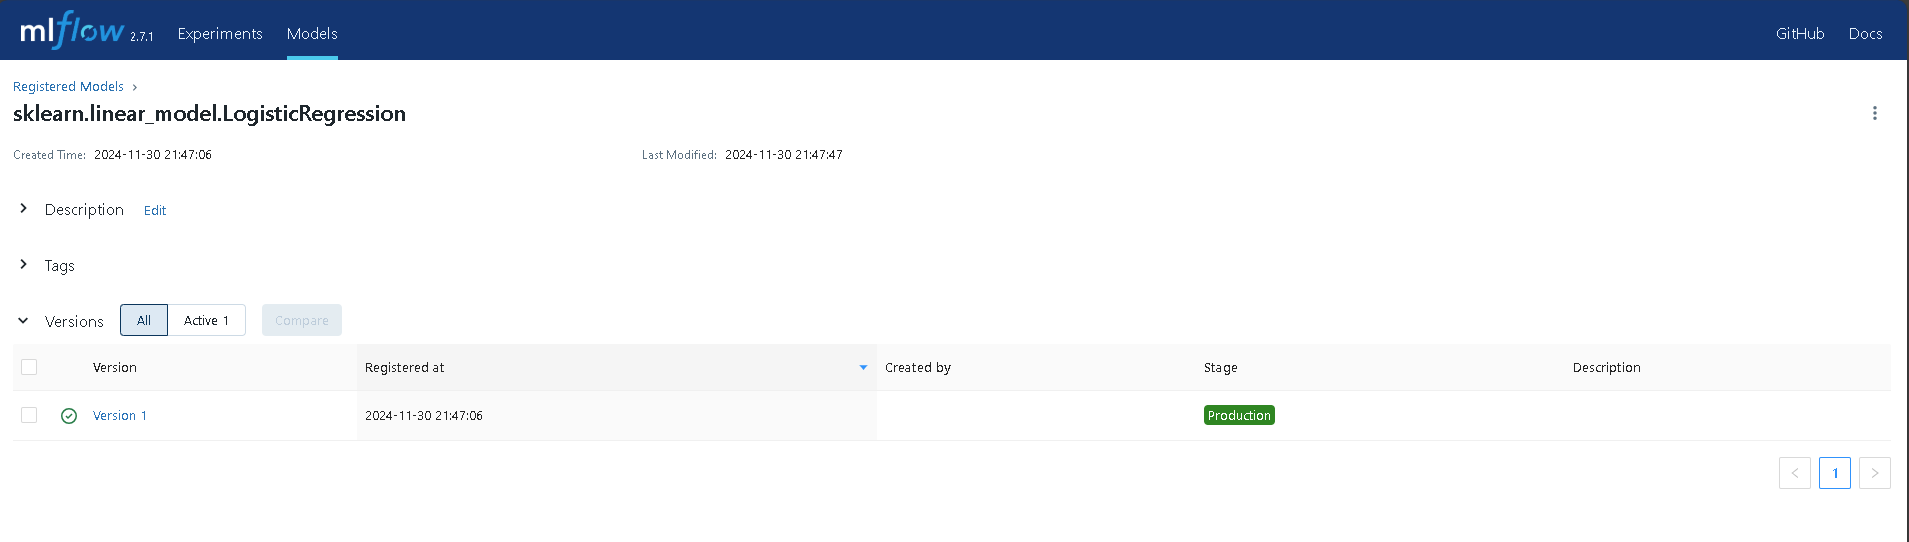 mlflow 2.7.1 Experiments Models GitHub Docs
Registered Models ›
sklearn.linear_model.LogisticRegression
Created Time: 2024-11-30 21:47:06 Last Modified: 2024-11-30 21:47:47
Description Edit
Tags
Versions All Active 1 Compare
Version Registered at Created by Stage Description
Version 1 2024-11-30 21:47:06 Production
< 1 >